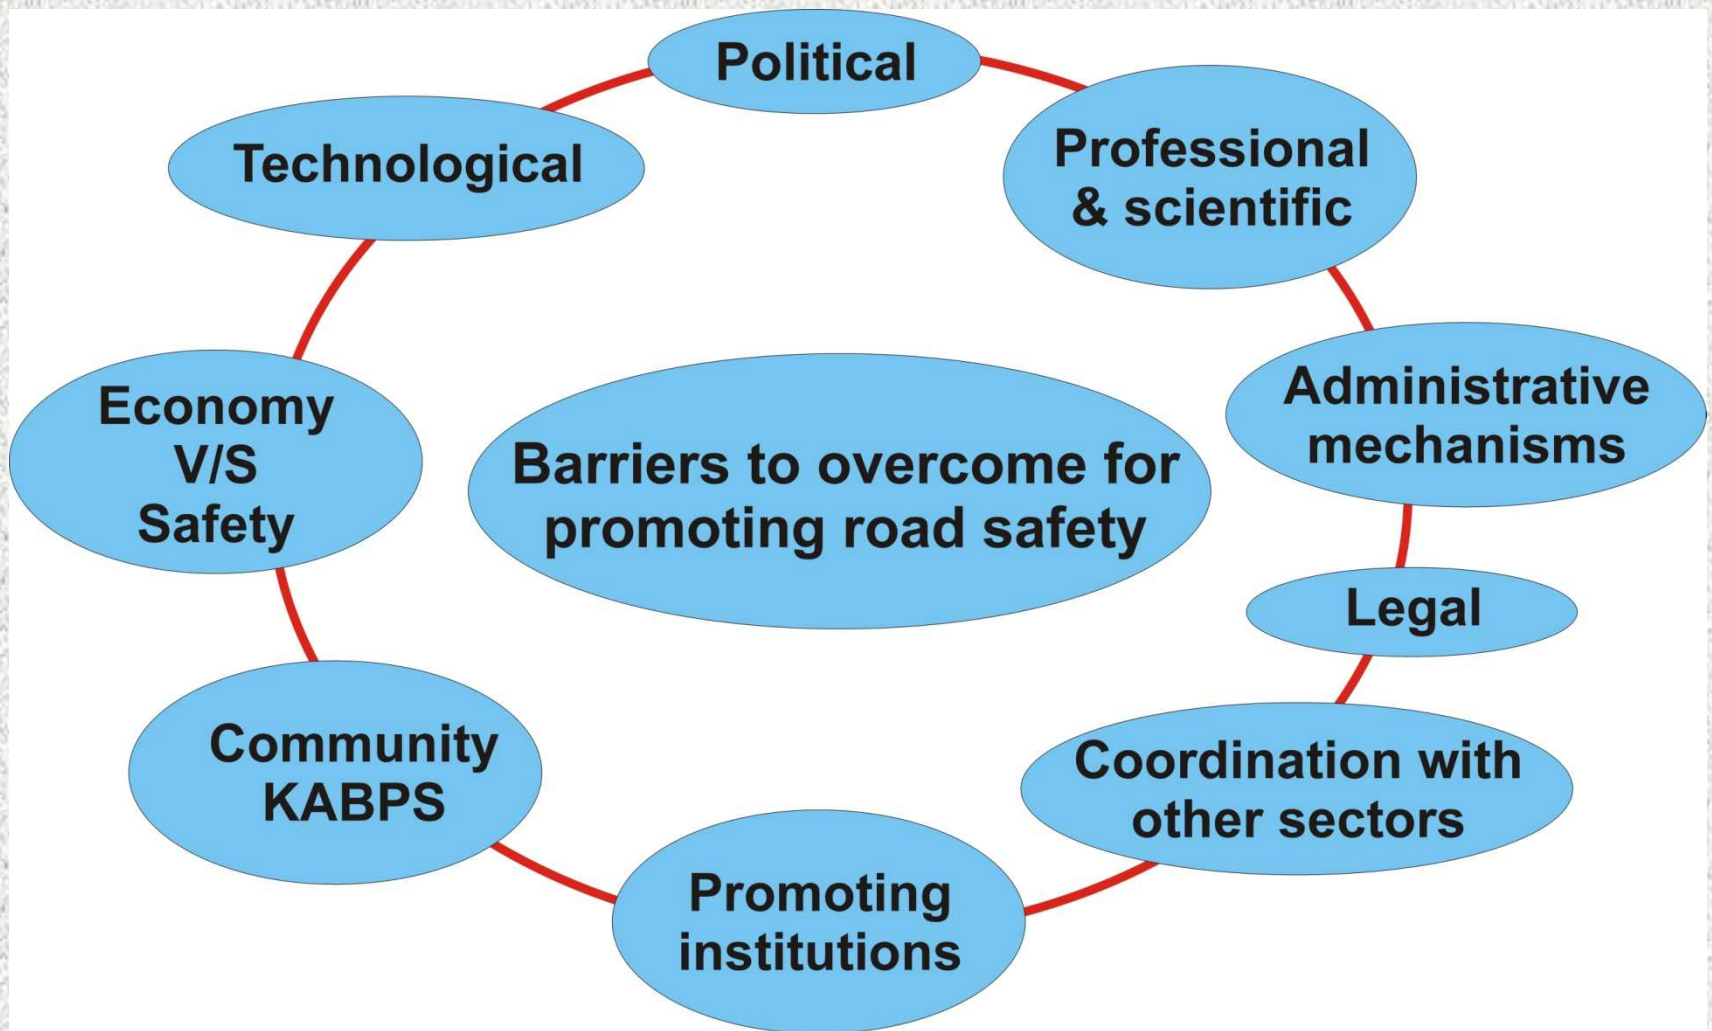 Political
Technological
Professional
& scientific
Administrative
mechanisms
Economy
V/S
Safety
Barriers to overcome for
promoting road safety
Legal
Community
KABPS
Coordination with
other sectors
Promoting
institutions